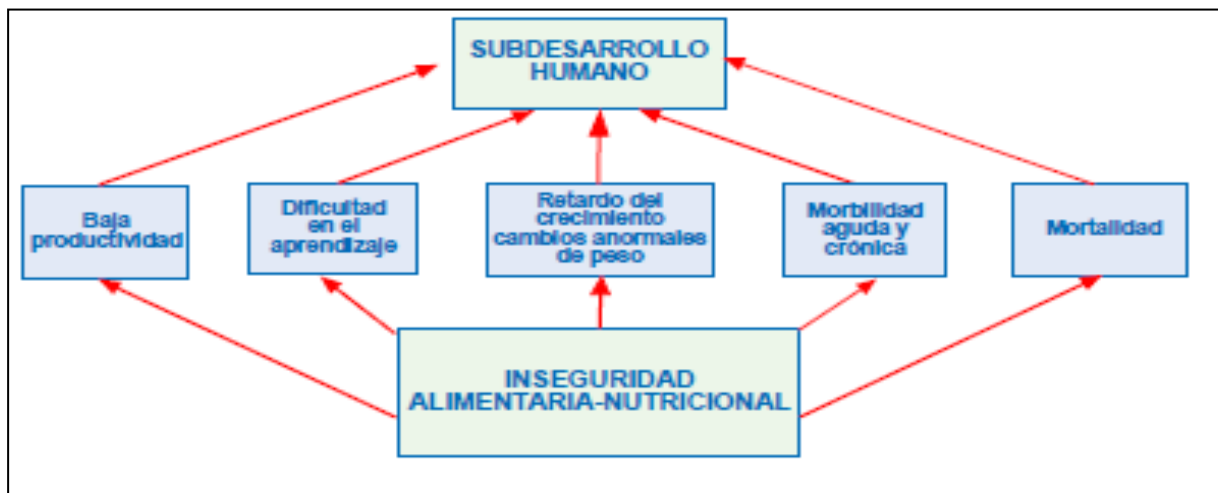 SUBDESARROLLO
HUMANO
Baja
productividad
Dificultad
en el
aprendizaje
Retardo del
crecimiento
cambios anormales
de peso
Morbilidad
aguda y
crónica
Mortalidad
INSEGURIDAD
ALIMENTARIA-NUTRICIONAL